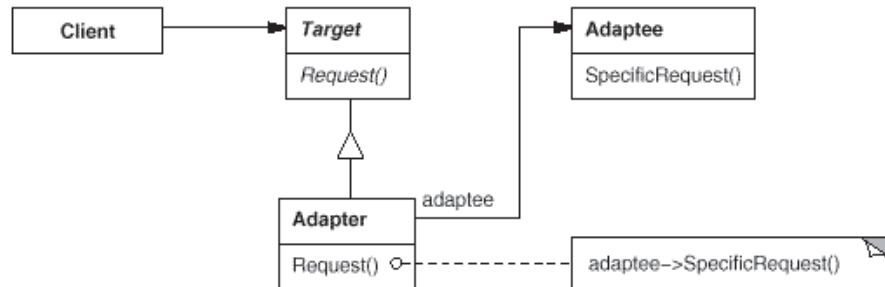 Client
Target
Request()
Adaptee
SpecificRequest()
adaptee
Adapter
Request()
adaptee–>SpecificRequest()